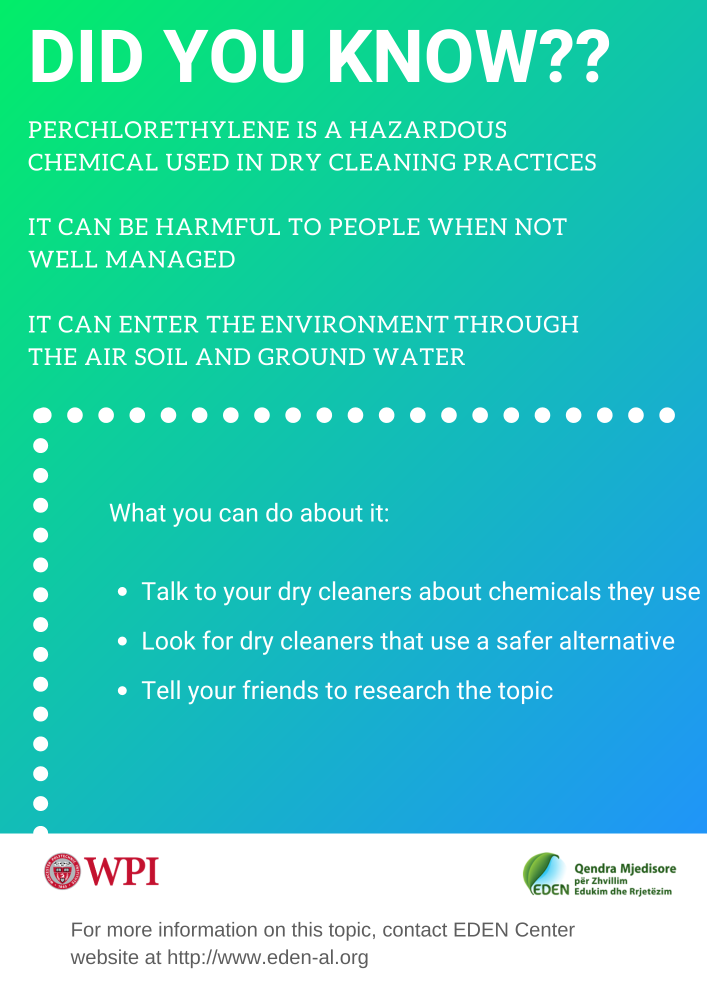 DID YOU KNOW??
PERCHLORETHYLENE IS A HAZARDOUS
CHEMICAL USED IN DRY CLEANING PRACTICES
IT CAN BE HARMFUL TO PEOPLE WHEN NOT
WELL MANAGED
IT CAN ENTER THE ENVIRONMENT THROUGH
THE AIR SOIL AND GROUND WATER
What you can do about it:
• Talk to your dry cleaners about chemicals they use
• Look for dry cleaners that use a safer alternative
• Tell your friends to research the topic
WORCESTER POLYTECHNIC INSTITUTE
1865
WPI
EDEN
Qendra Mjedisore
për Zhvillim
Edukim dhe Rrjetëzim
For more information on this topic, contact EDEN Center
website at http://www.eden-al.org